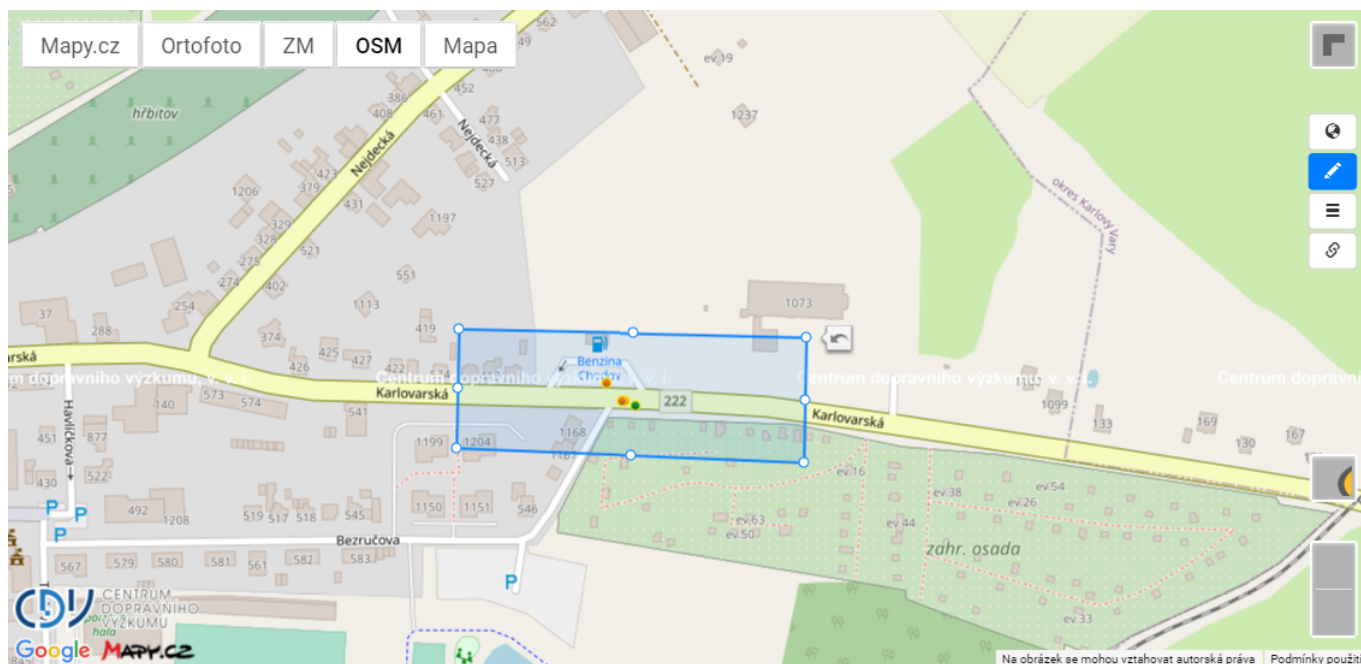 Mapy.cz Ortofoto ZM OSM Mapa
562
49
ev.19
452
386
408
461
hřbitov
1237
477
438
Nejdecká
Nejdecká
513
423
527
379
1206
431
okres Karlovy Vary
1197
329
328
521
275
551
274
402
1073
1113
254
37
288
419
374
425
427
426
422
Benzina
Chodov
arská
m dopravního výzkumu, v. v. i.
Centrum dopravního výzkumu, v. v. i.
Centrum dopravního výzkumu, v. v. i.
Centrum dopravní
573
574
Karlovarská
222
140
541
1099
Karlovarská
133
169
130
167
Havlíčkova
451
877
1199
1204
1168
1167
522
430
ev.16
ev.54
ev.38
ev.26
P
P
492
1208
519
517
518
545
1150
1151
546
ev.63
ev.50
ev.44
P
Bezručova
zahr. osada
567
579
580
581
561
582
583
P
CDV
CENTRUM
DOPRAVNÍHO
VÝZKUMU
hala
ev.33
Google Mapy.cz
Na obrázek se mohou vztahovat autorská práva Podmínky použití